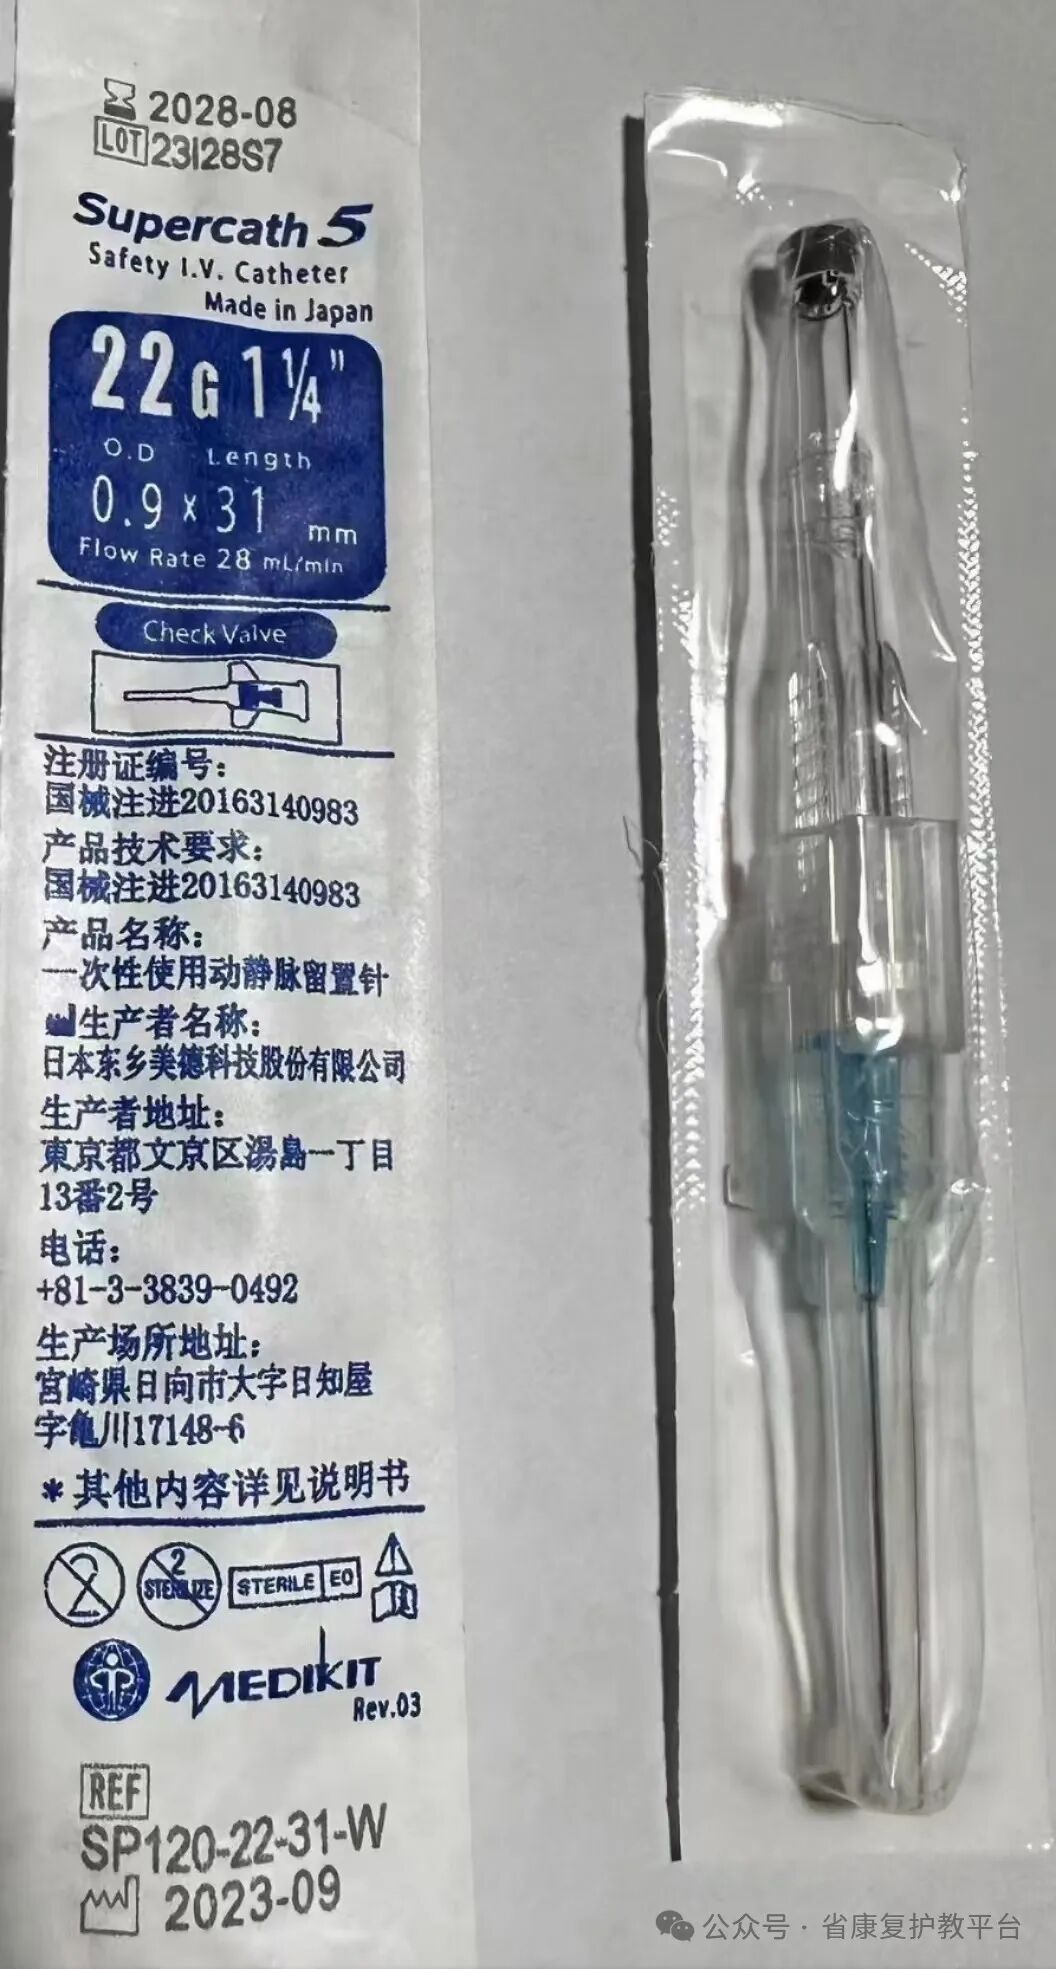 2028-08
LOT 23I28S7
Supercath 5
Safety I.V. Catheter
Made in Japan
22G 1 1/4"
O.D Length
0.9 × 31 mm
Flow Rate 28 mL/min
Check Valve
注册证编号：
国械注进20163140983
产品技术要求：
国械注进20163140983
产品名称：
一次性使用动静脉留置针
生产者名称：
日本东乡美德科技股份有限公司
生产者地址：
東京都文京区湯島一丁目
13番2号
电话：
+81-3-3839-0492
生产场所地址：
宮崎県日向市大字日知屋
字亀川17148-6
*其他内容详见说明书
2
2 STERILIZE
STERILE EO
MEDIKIT
Rev.03
REF
SP120-22-31-W
2023-09
公众号·省康复护教平台